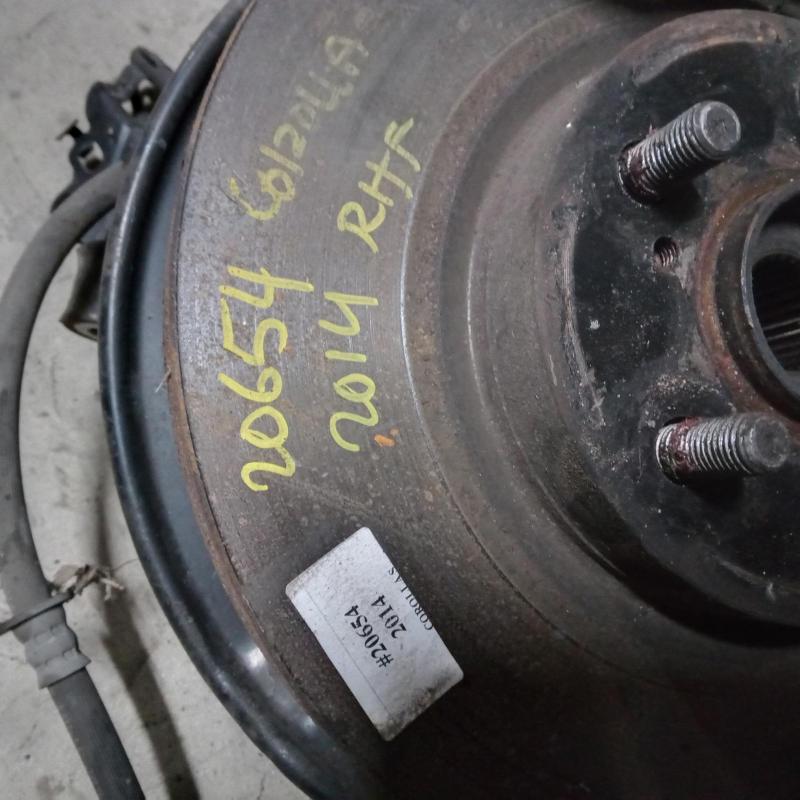 20654 COROLLA
2014 RHF
#20654
2014
COROLLAS